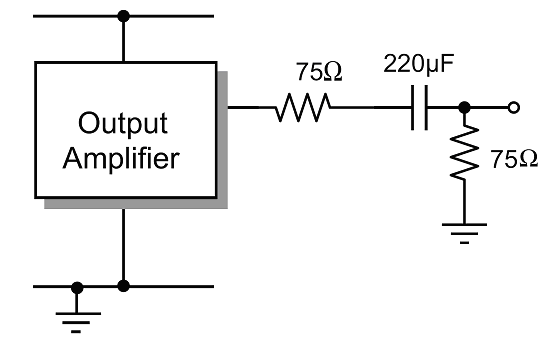 75Ω
220µF
Output
Amplifier
75Ω